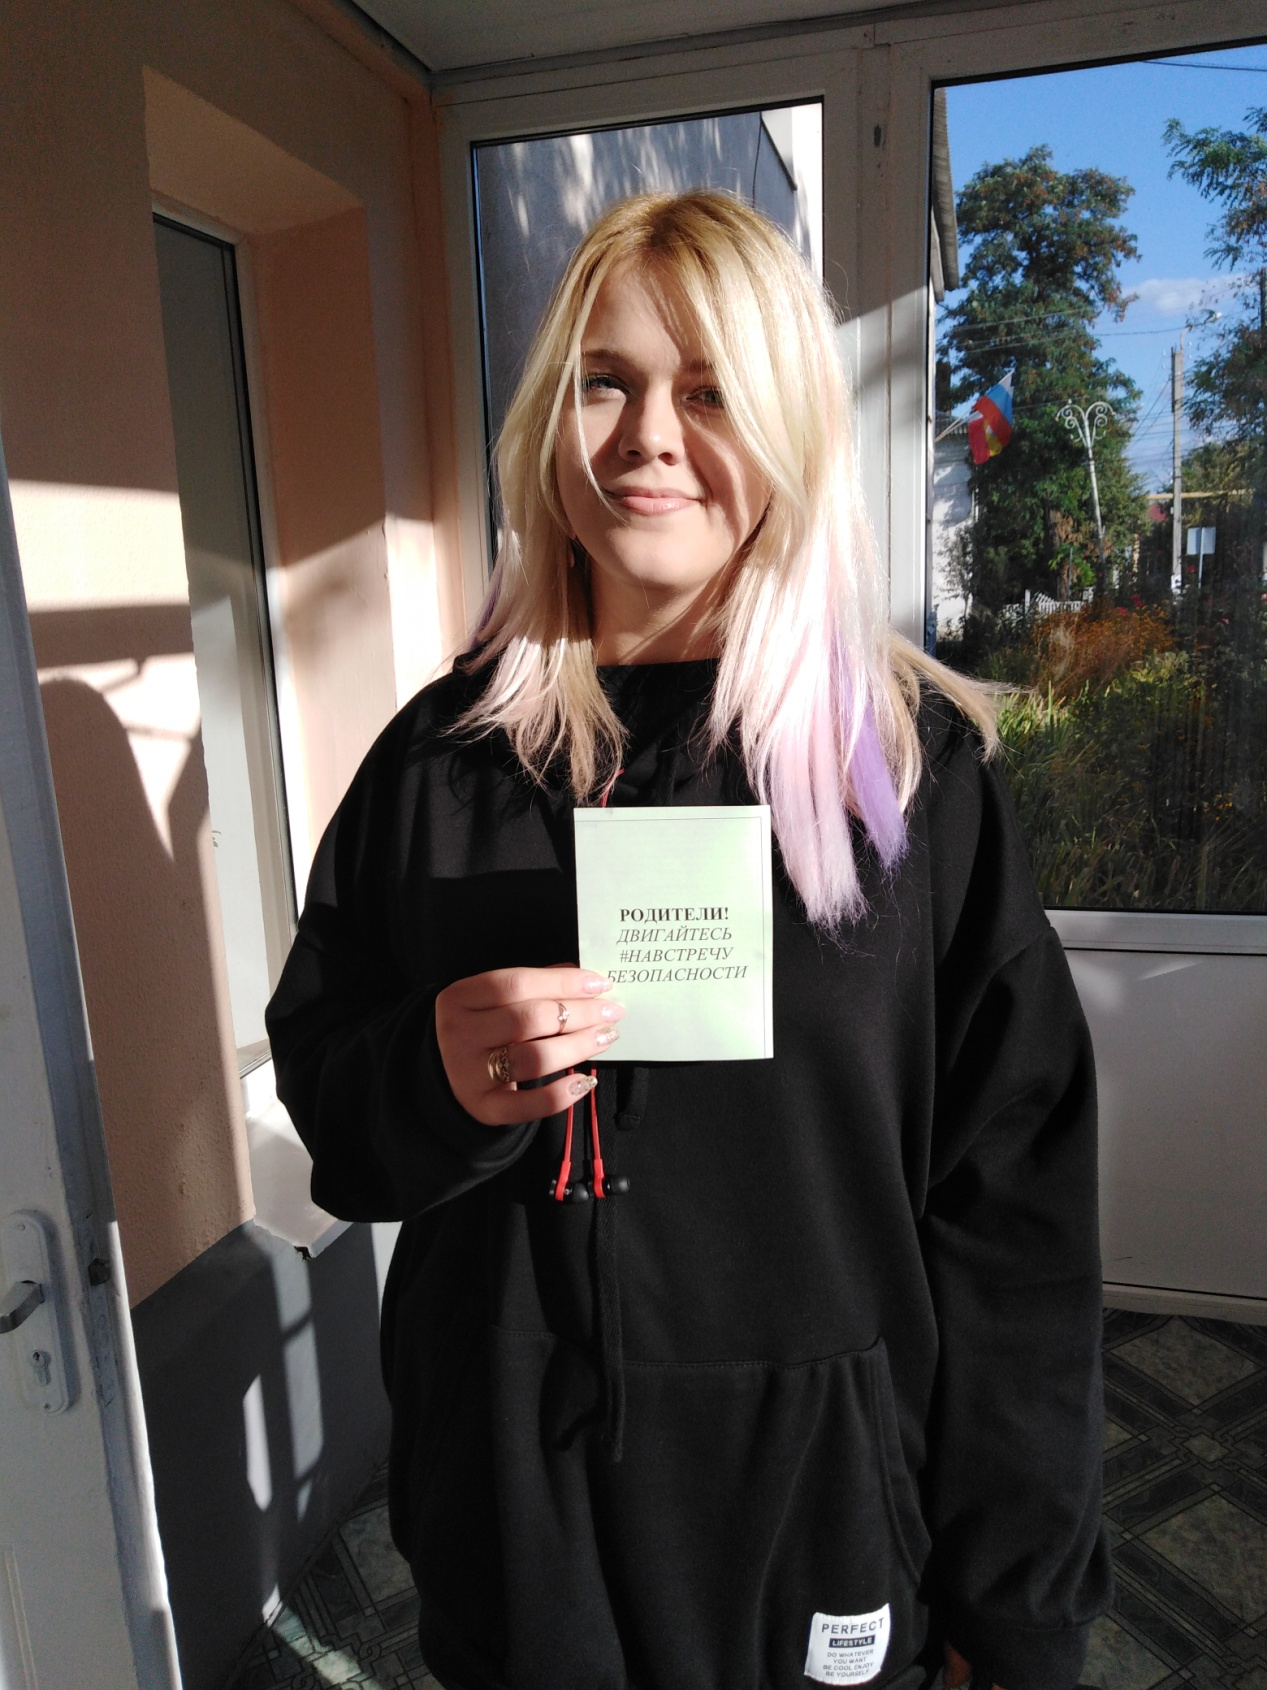 РОДИТЕЛИ!
ДВИГАЙТЕСЬ
#НАВСТРЕЧУ
БЕЗОПАСНОСТИ
PERFECT
LIFESTYLE
DO WHATEVER
YOU WANT
BE COOL ENJOY
BE YOURSELF